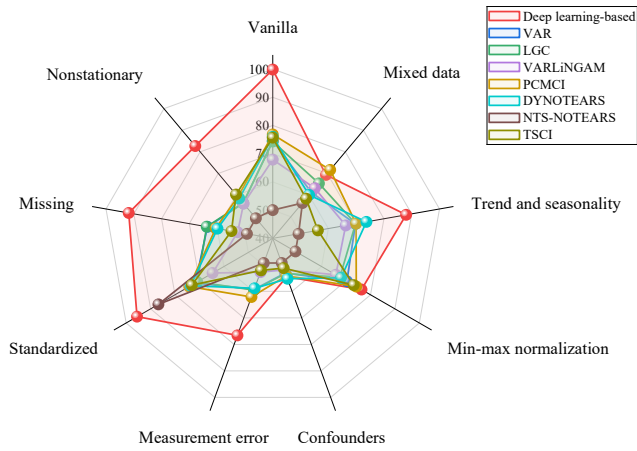 Deep learning-based
VAR
LGC
VARLiNGAM
PCMCI
DYNOTEARS
NTS-NOTEARS
TSCI
Vanilla
Nonstationary
Mixed data
100
90
80
60
50
40
Missing
Trend and seasonality
Standardized
Min-max normalization
Measurement error
Confounders